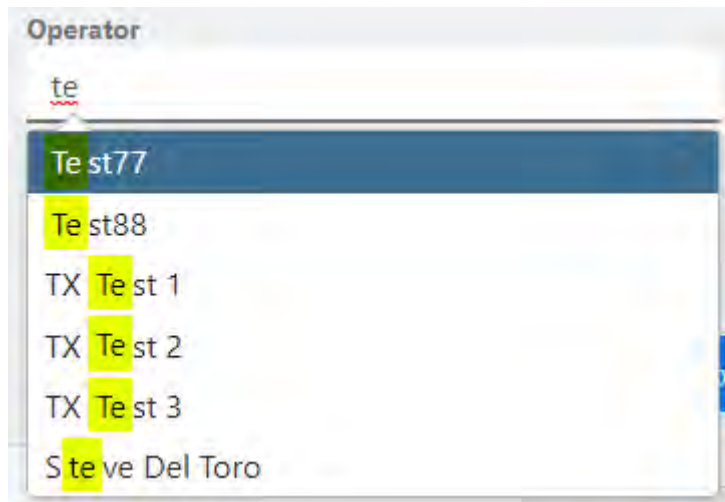 Operator
te
Test77
Test88
TX Test 1
TX Test 2
TX Test 3
Steve Del Toro